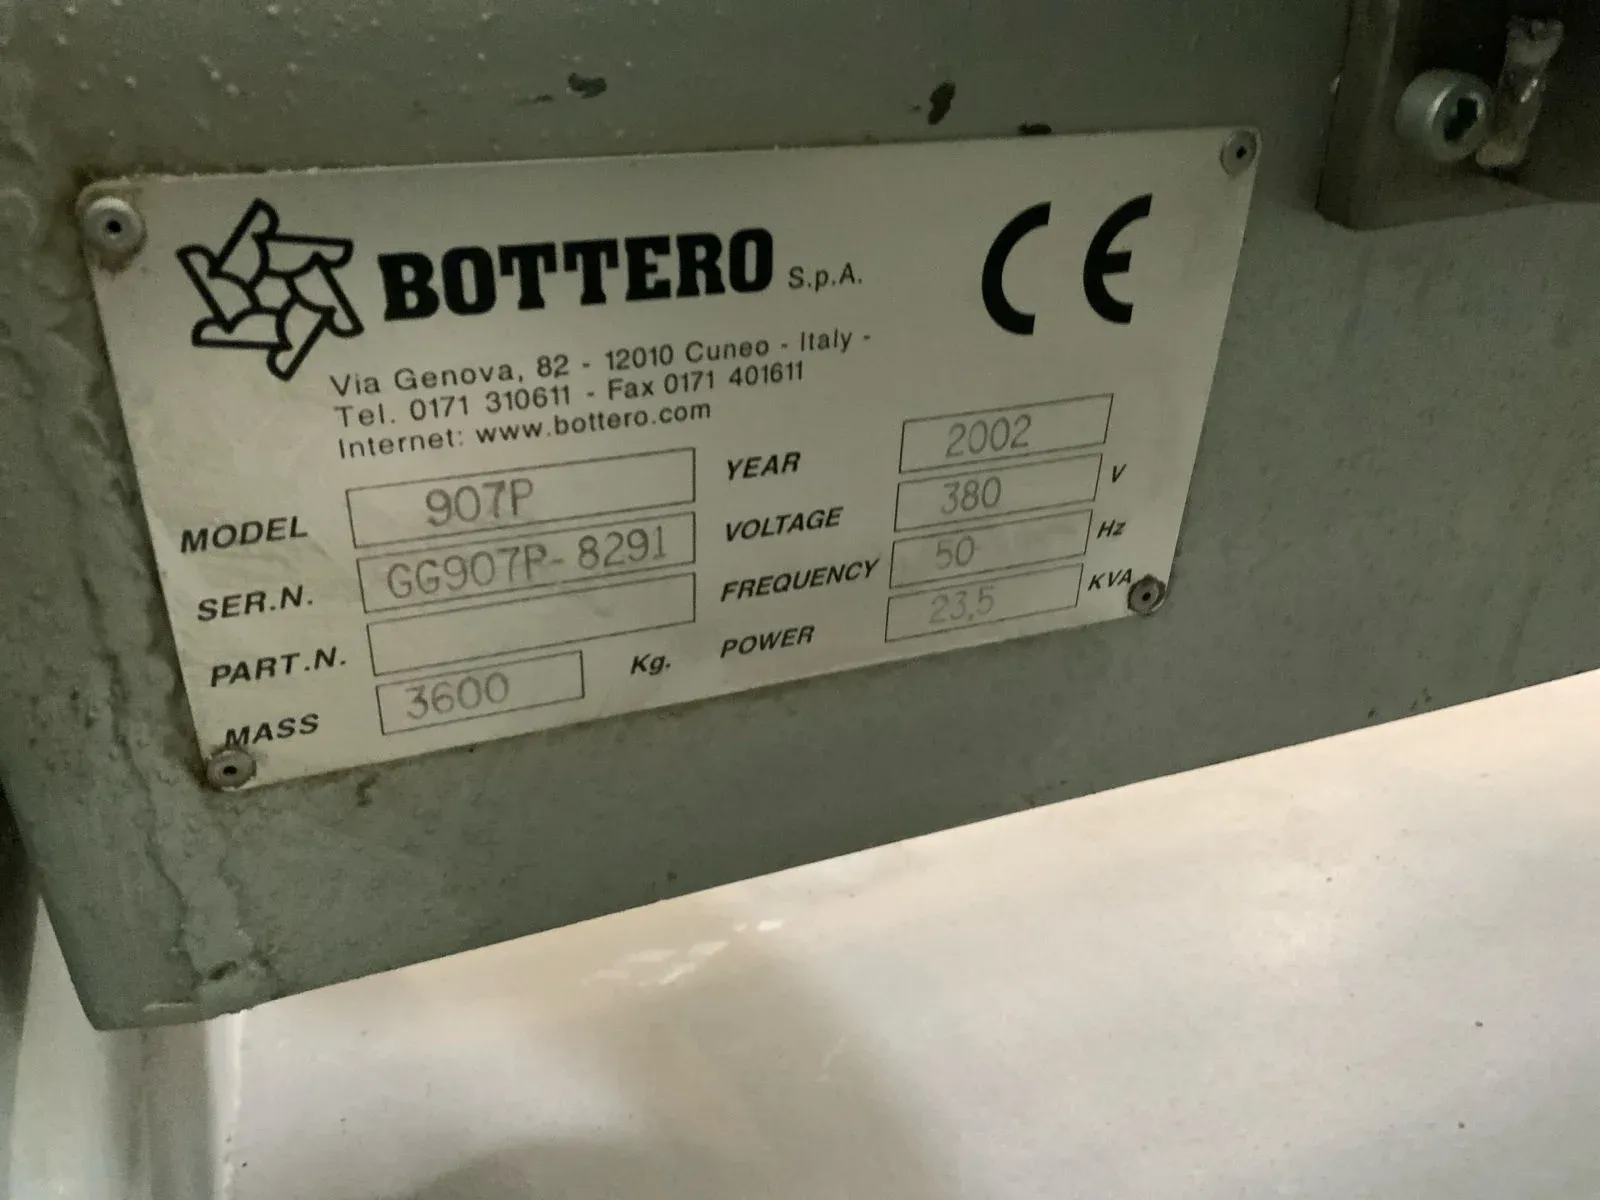 BOTTERO S.p.A.
CE
Via Genova, 82 - 12010 Cuneo - Italy -
Tel. 0171 310611 - Fax 0171 401611
Internet: www.bottero.com
MODEL 907P
SER.N. GG907P-8291
PART.N.
MASS 3600 Kg.
YEAR 2002
VOLTAGE 380 V
FREQUENCY 50 Hz
POWER 23,5 KVA